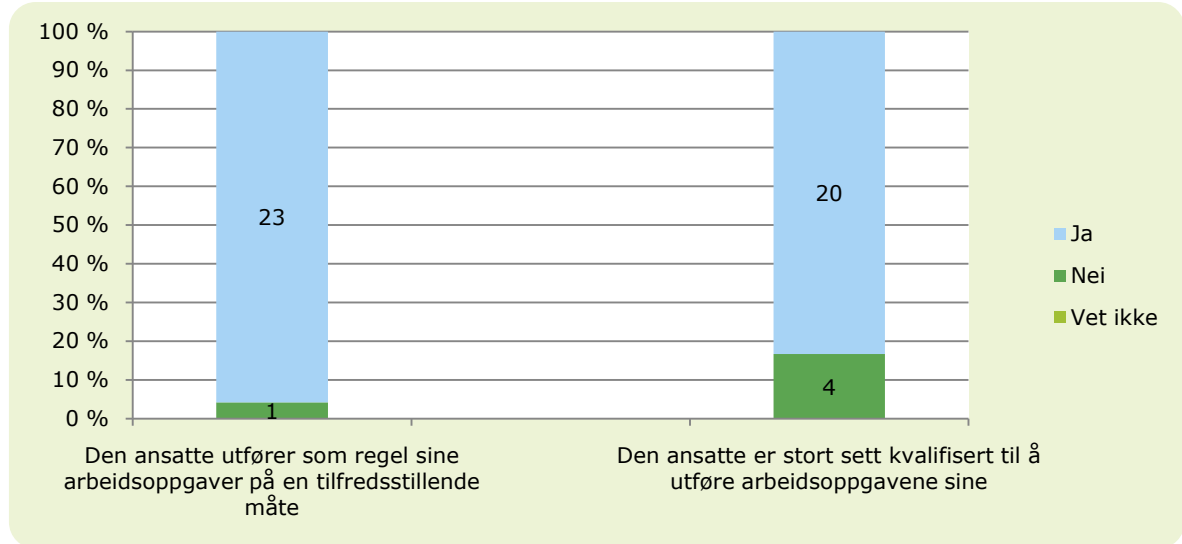 100 %
90 %
80 %
70 %
60 %
50 %
40 %
30 %
20 %
10 %
0 %
23
1
20
4
Den ansatte utfører som regel sine
arbeidsoppgaver på en tilfredsstillende
måte
Den ansatte er stort sett kvalifisert til å
utføre arbeidsoppgavene sine
Ja
Nei
Vet ikke